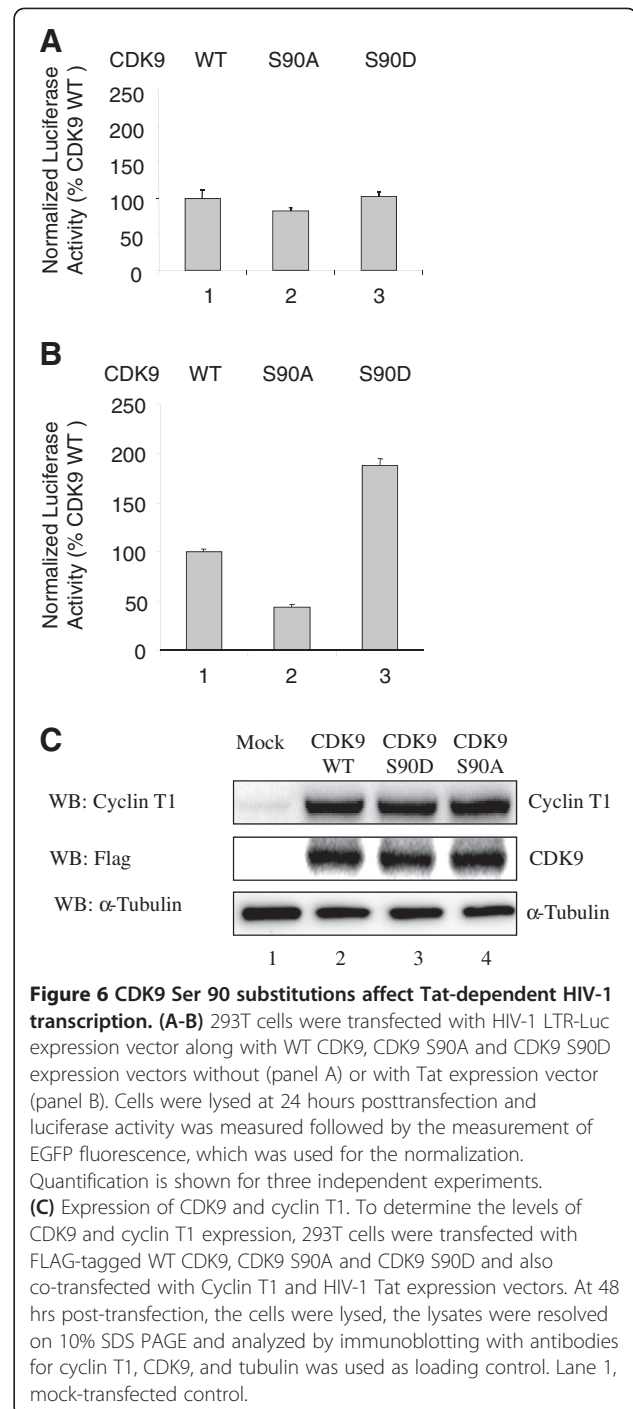 A
CDK9 WT S90A S90D
Normalized Luciferase
Activity (% CDK9 WT )
250
200
150
100
50
0
1 2 3
B
CDK9 WT S90A S90D
Normalized Luciferase
Activity (% CDK9 WT )
250
200
150
100
50
0
1 2 3
C
Mock CDK9 CDK9 CDK9
WT S90D S90A
WB: Cyclin T1 Cyclin T1
WB: Flag CDK9
WB: α-Tubulin α-Tubulin
1 2 3 4
Figure 6 CDK9 Ser 90 substitutions affect Tat-dependent HIV-1
transcription. (A-B) 293T cells were transfected with HIV-1 LTR-Luc
expression vector along with WT CDK9, CDK9 S90A and CDK9 S90D
expression vectors without (panel A) or with Tat expression vector
(panel B). Cells were lysed at 24 hours posttransfection and
luciferase activity was measured followed by the measurement of
EGFP fluorescence, which was used for the normalization.
Quantification is shown for three independent experiments.
(C) Expression of CDK9 and cyclin T1. To determine the levels of
CDK9 and cyclin T1 expression, 293T cells were transfected with
FLAG-tagged WT CDK9, CDK9 S90A and CDK9 S90D and also
co-transfected with Cyclin T1 and HIV-1 Tat expression vectors. At 48
hrs post-transfection, the cells were lysed, the lysates were resolved
on 10% SDS PAGE and analyzed by immunoblotting with antibodies
for cyclin T1, CDK9, and tubulin was used as loading control. Lane 1,
mock-transfected control.